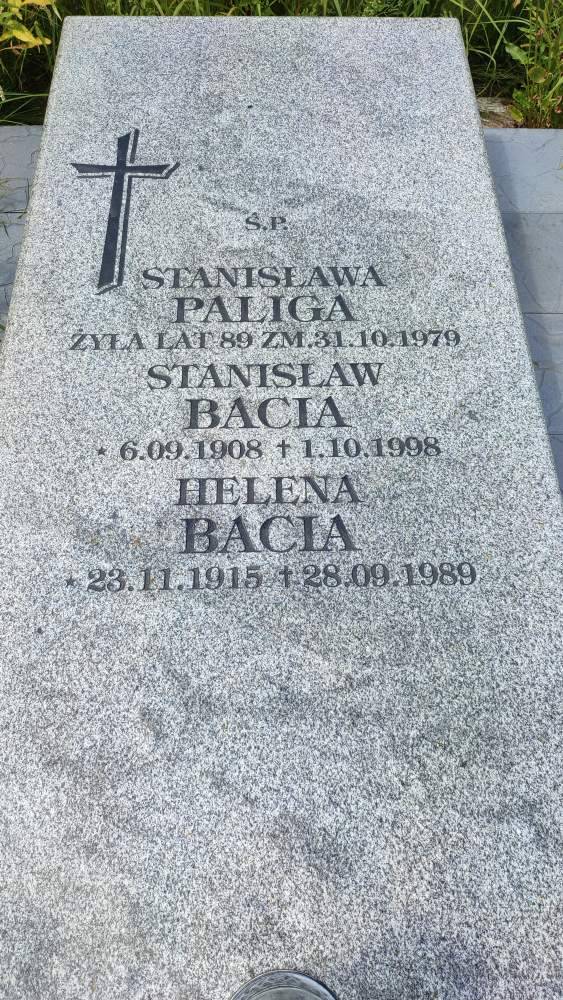 Ś.P.
STANISŁAWA
PALIGA
ŻYŁA LAT 89 ZM.31.10.1979
STANISŁAW
BACIA
* 6.09.1908 † 1.10.1998
HELENA
BACIA
* 23.11.1915 † 28.09.1989